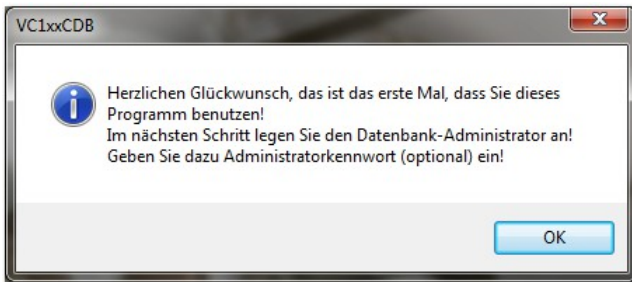 VC1xxCDB
Herzlichen Glückwunsch, das ist das erste Mal, dass Sie dieses
Programm benutzen!
Im nächsten Schritt legen Sie den Datenbank-Administrator an!
Geben Sie dazu Administratorkennwort (optional) ein!
OK